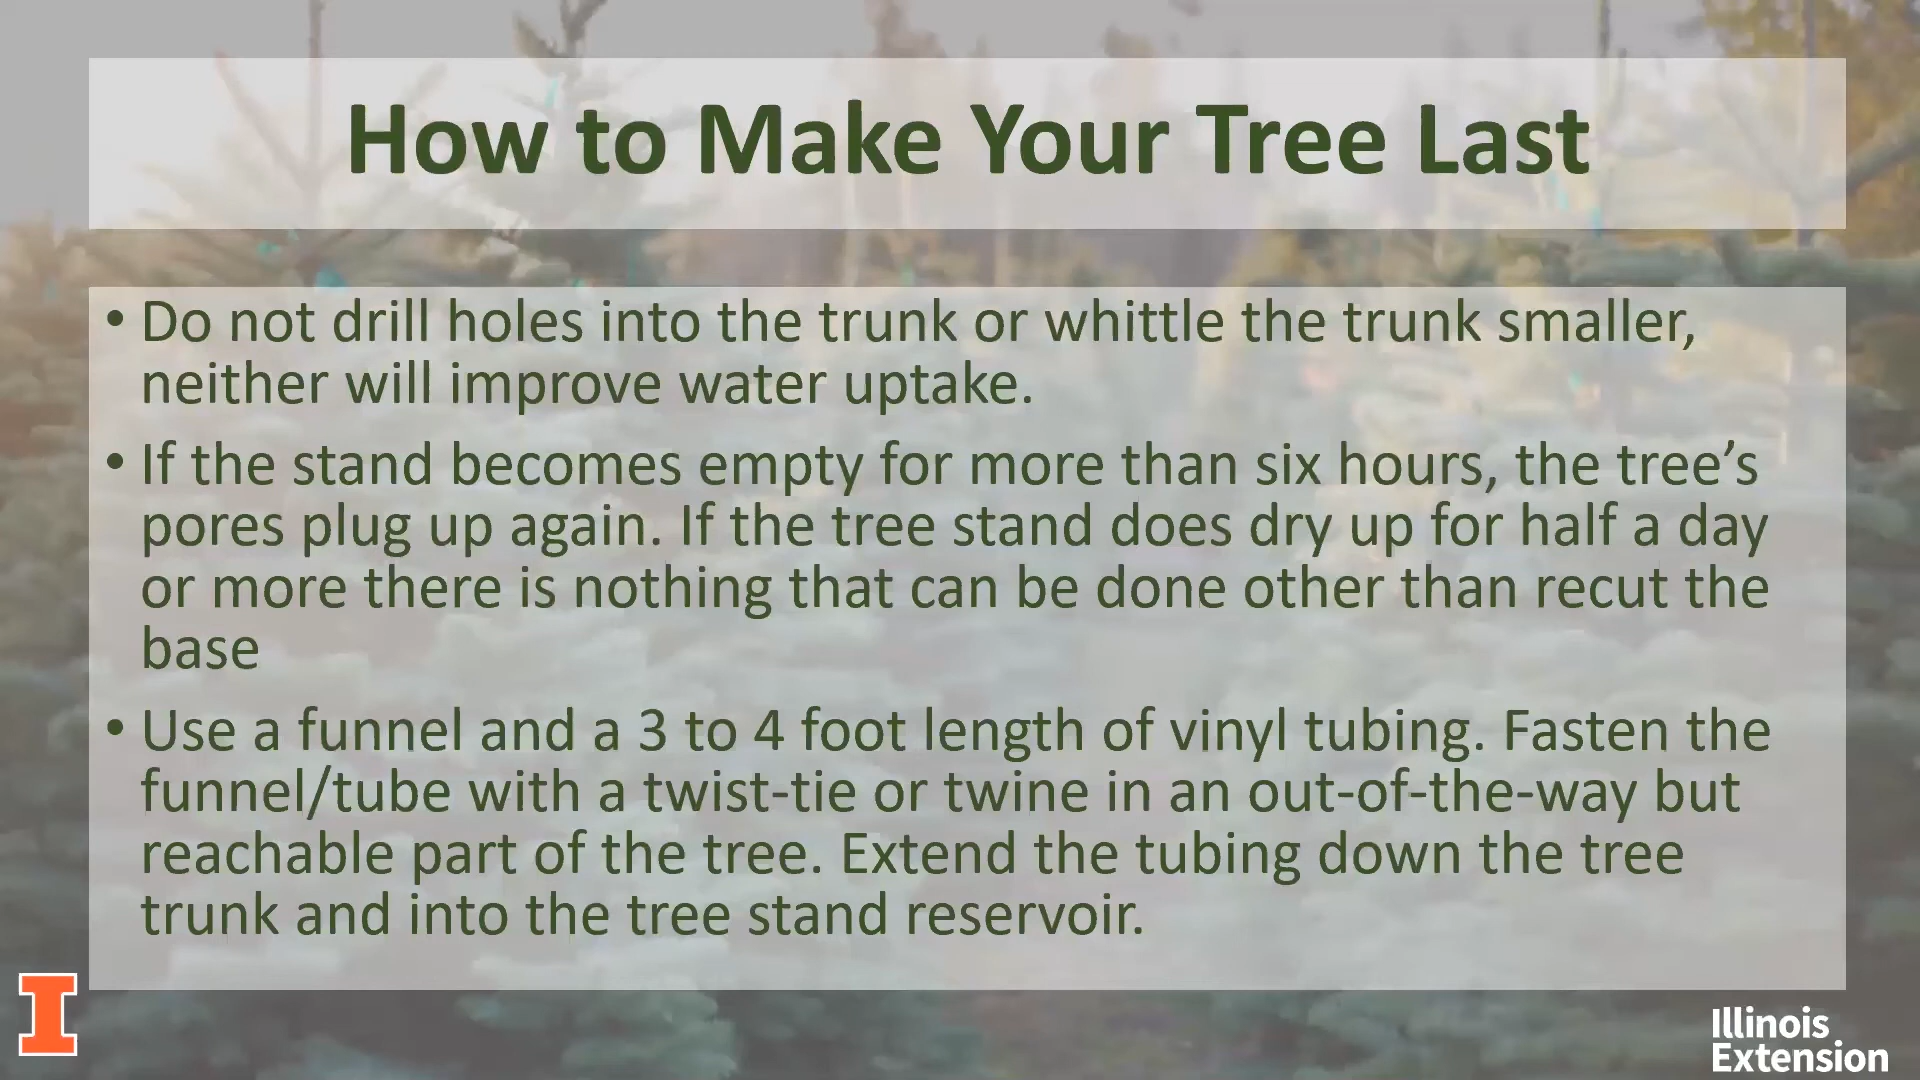 How to Make Your Tree Last
• Do not drill holes into the trunk or whittle the trunk smaller,
neither will improve water uptake.
• If the stand becomes empty for more than six hours, the tree’s
pores plug up again. If the tree stand does dry up for half a day
or more there is nothing that can be done other than recut the
base
• Use a funnel and a 3 to 4 foot length of vinyl tubing. Fasten the
funnel/tube with a twist-tie or twine in an out-of-the-way but
reachable part of the tree. Extend the tubing down the tree
trunk and into the tree stand reservoir.
I
Illinois
Extension